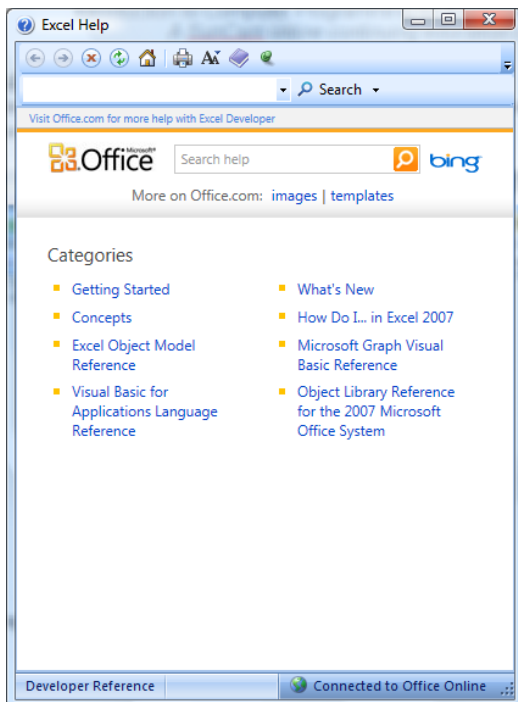 Excel Help
Search
Visit Office.com for more help with Excel Developer
Microsoft®
Office
Search help
bing
More on Office.com: images | templates
Categories
Getting Started
Concepts
Excel Object Model
Reference
Visual Basic for
Applications Language
Reference
What's New
How Do I... in Excel 2007
Microsoft Graph Visual
Basic Reference
Object Library Reference
for the 2007 Microsoft
Office System
Developer Reference
Connected to Office Online